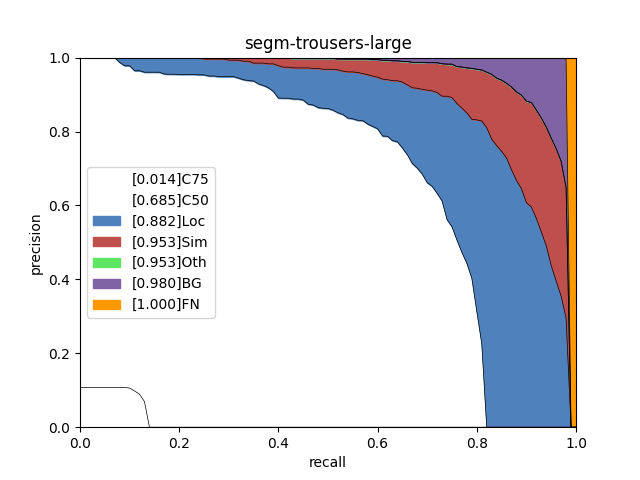 segm-trousers-large
1.0
0.8
0.6
0.4
0.2
0.0
precision
[0.014]C75
[0.685]C50
[0.882]Loc
[0.953]Sim
[0.953]Oth
[0.980]BG
[1.000]FN
0.0 0.2 0.4 0.6 0.8 1.0
recall